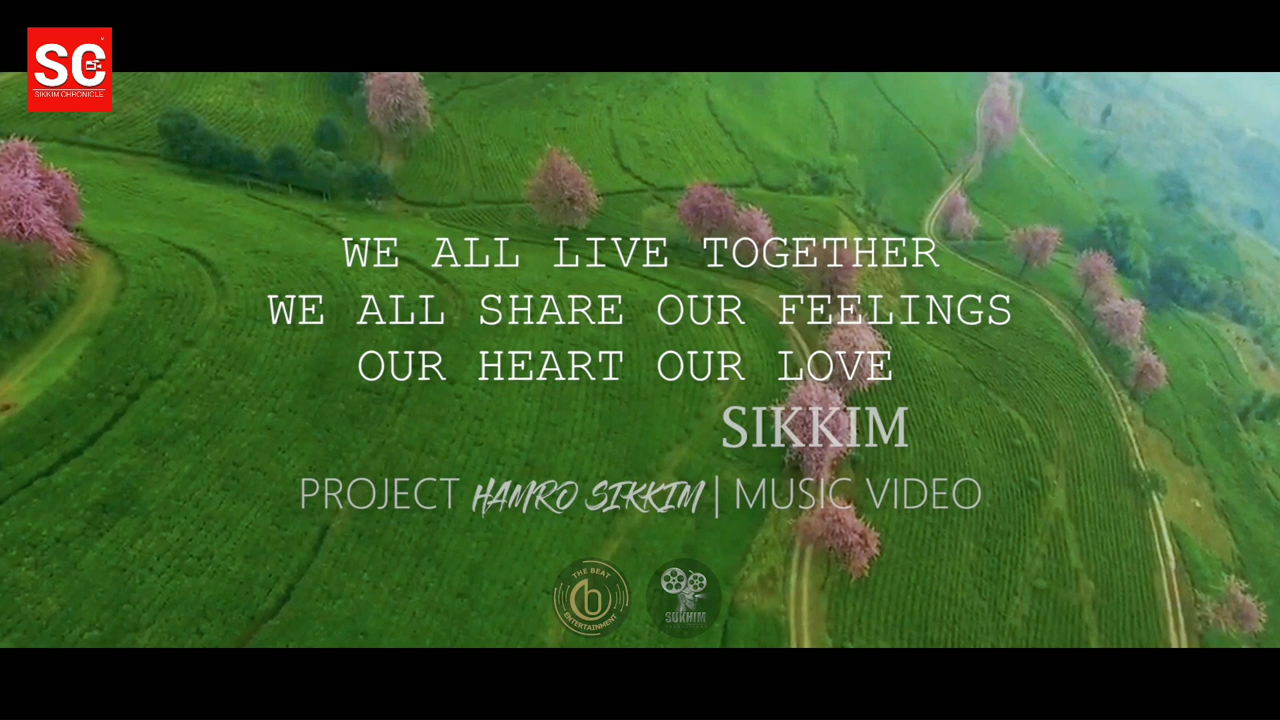 SC
SIKKIM CHRONICLE
WE ALL LIVE TOGETHER
WE ALL SHARE OUR FEELINGS
OUR HEART OUR LOVE
SIKKIM
PROJECT HAMRO SIKKIM | MUSIC VIDEO
THE BEAT
ENTERTAINMENT
SUKHIM